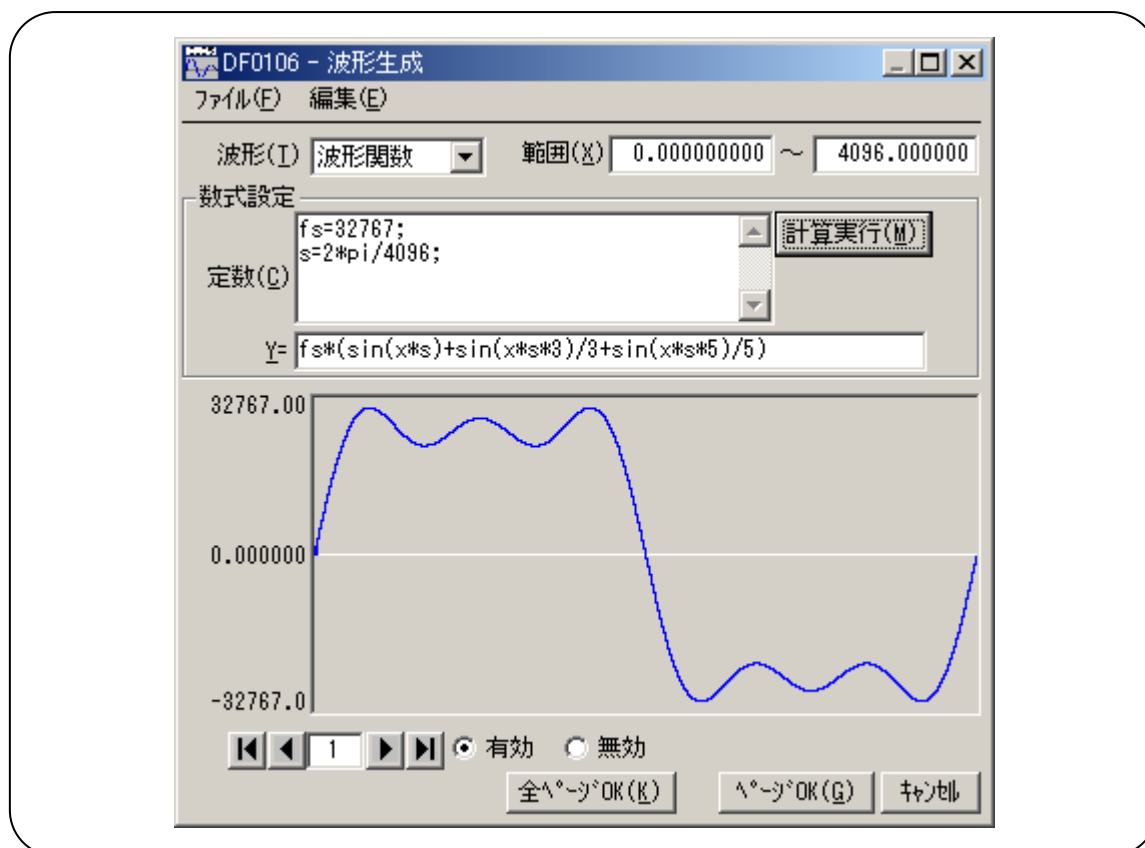 DF0106 - 波形生成
ﾌｧｲﾙ(F) 編集(E)
波形(T) 波形関数 範囲(X) 0.000000000 ～ 4096.000000
数式設定
定数(C)
fs=32767;
s=2*pi/4096;
計算実行(M)
Y= fs*(sin(x*s)+sin(x*s*3)/3+sin(x*s*5)/5)
32767.00
0.000000
-32767.0
1 有効 無効
全ﾍﾟｰｼﾞOK(K) ﾍﾟｰｼﾞOK(G) ｷｬﾝｾﾙ